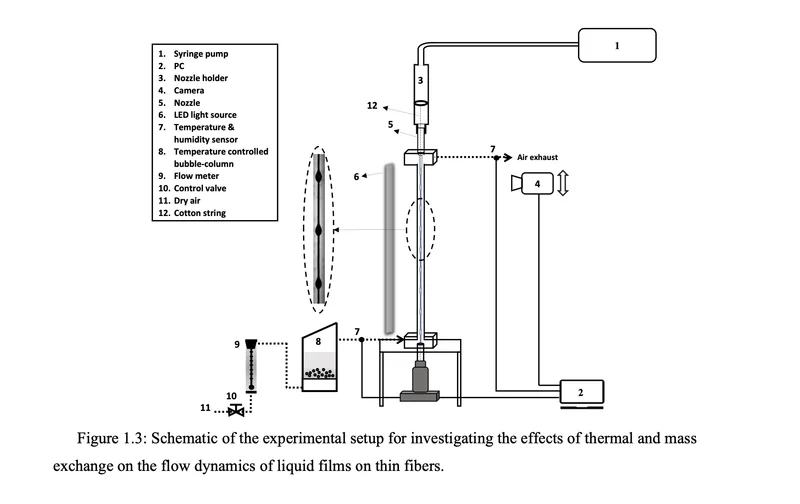 1. Syringe pump
2. PC
3. Nozzle holder
4. Camera
5. Nozzle
6. LED light source
7. Temperature &
humidity sensor
8. Temperature controlled
bubble-column
9. Flow meter
10. Control valve
11. Dry air
12. Cotton string
1
3
12
5
7
Air exhaust
6
4
7
9
8
10
11
2
Figure 1.3: Schematic of the experimental setup for investigating the effects of thermal and mass
exchange on the flow dynamics of liquid films on thin fibers.